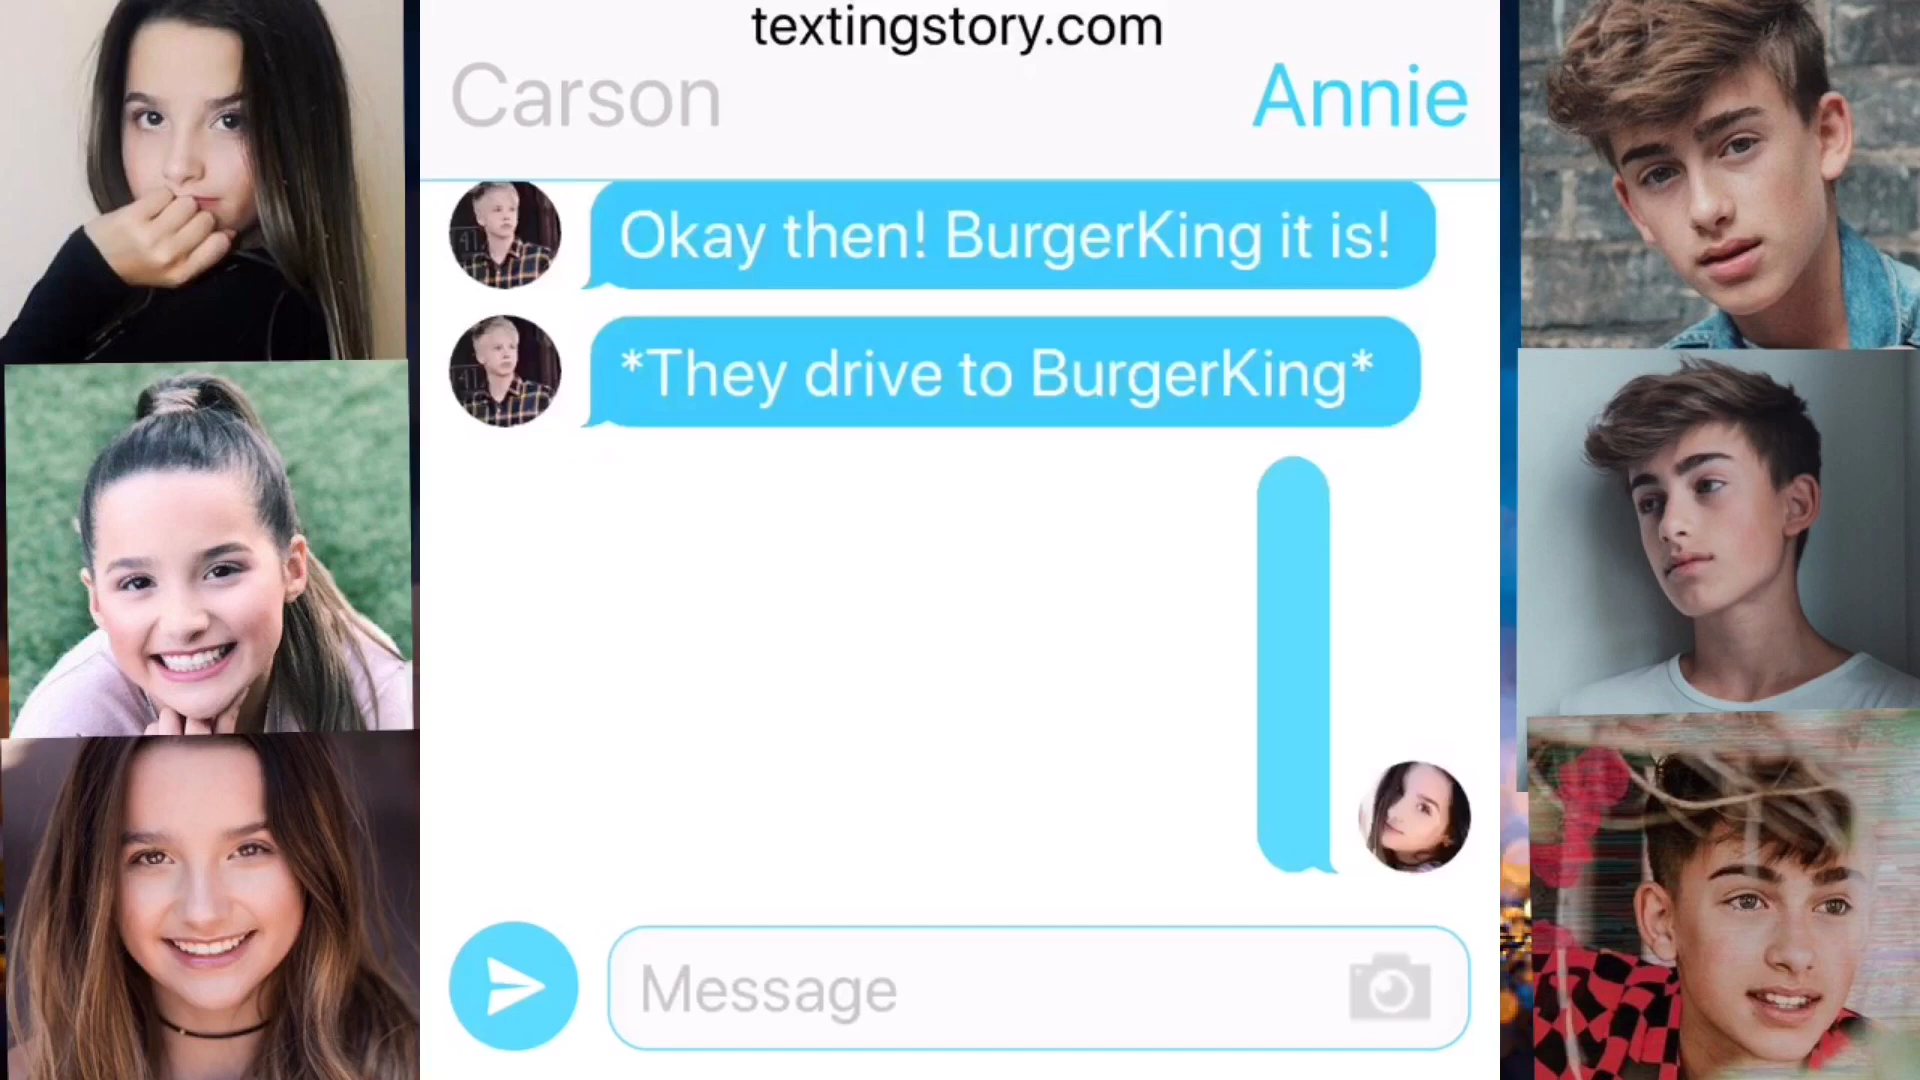 textingstory.com
Carson
Annie
Okay then! BurgerKing it is!
*They drive to BurgerKing*
Message